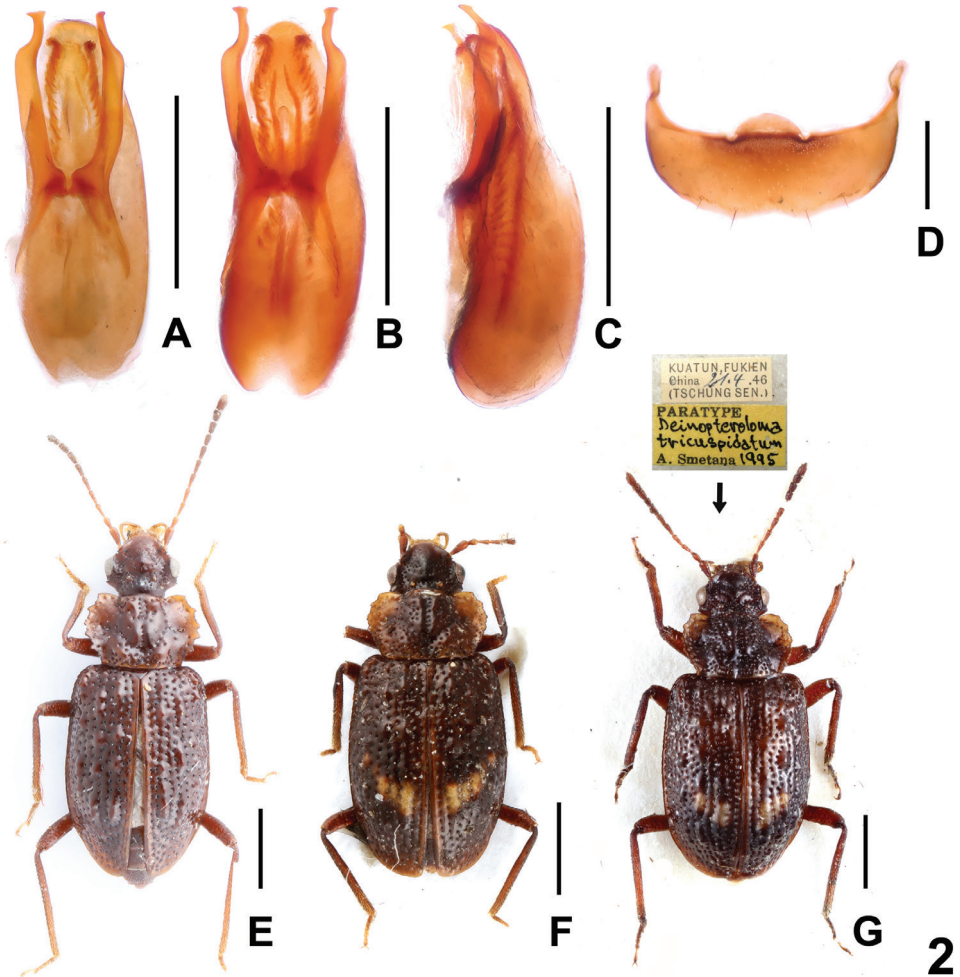 A
B
C
D
KUATUN, FUKIEN
China 21.4.46
(TSCHUNG SEN.)
PARATYPE
Deinopteroloma
tricuspidatum
A. Smetana 1995
E
F
G
2